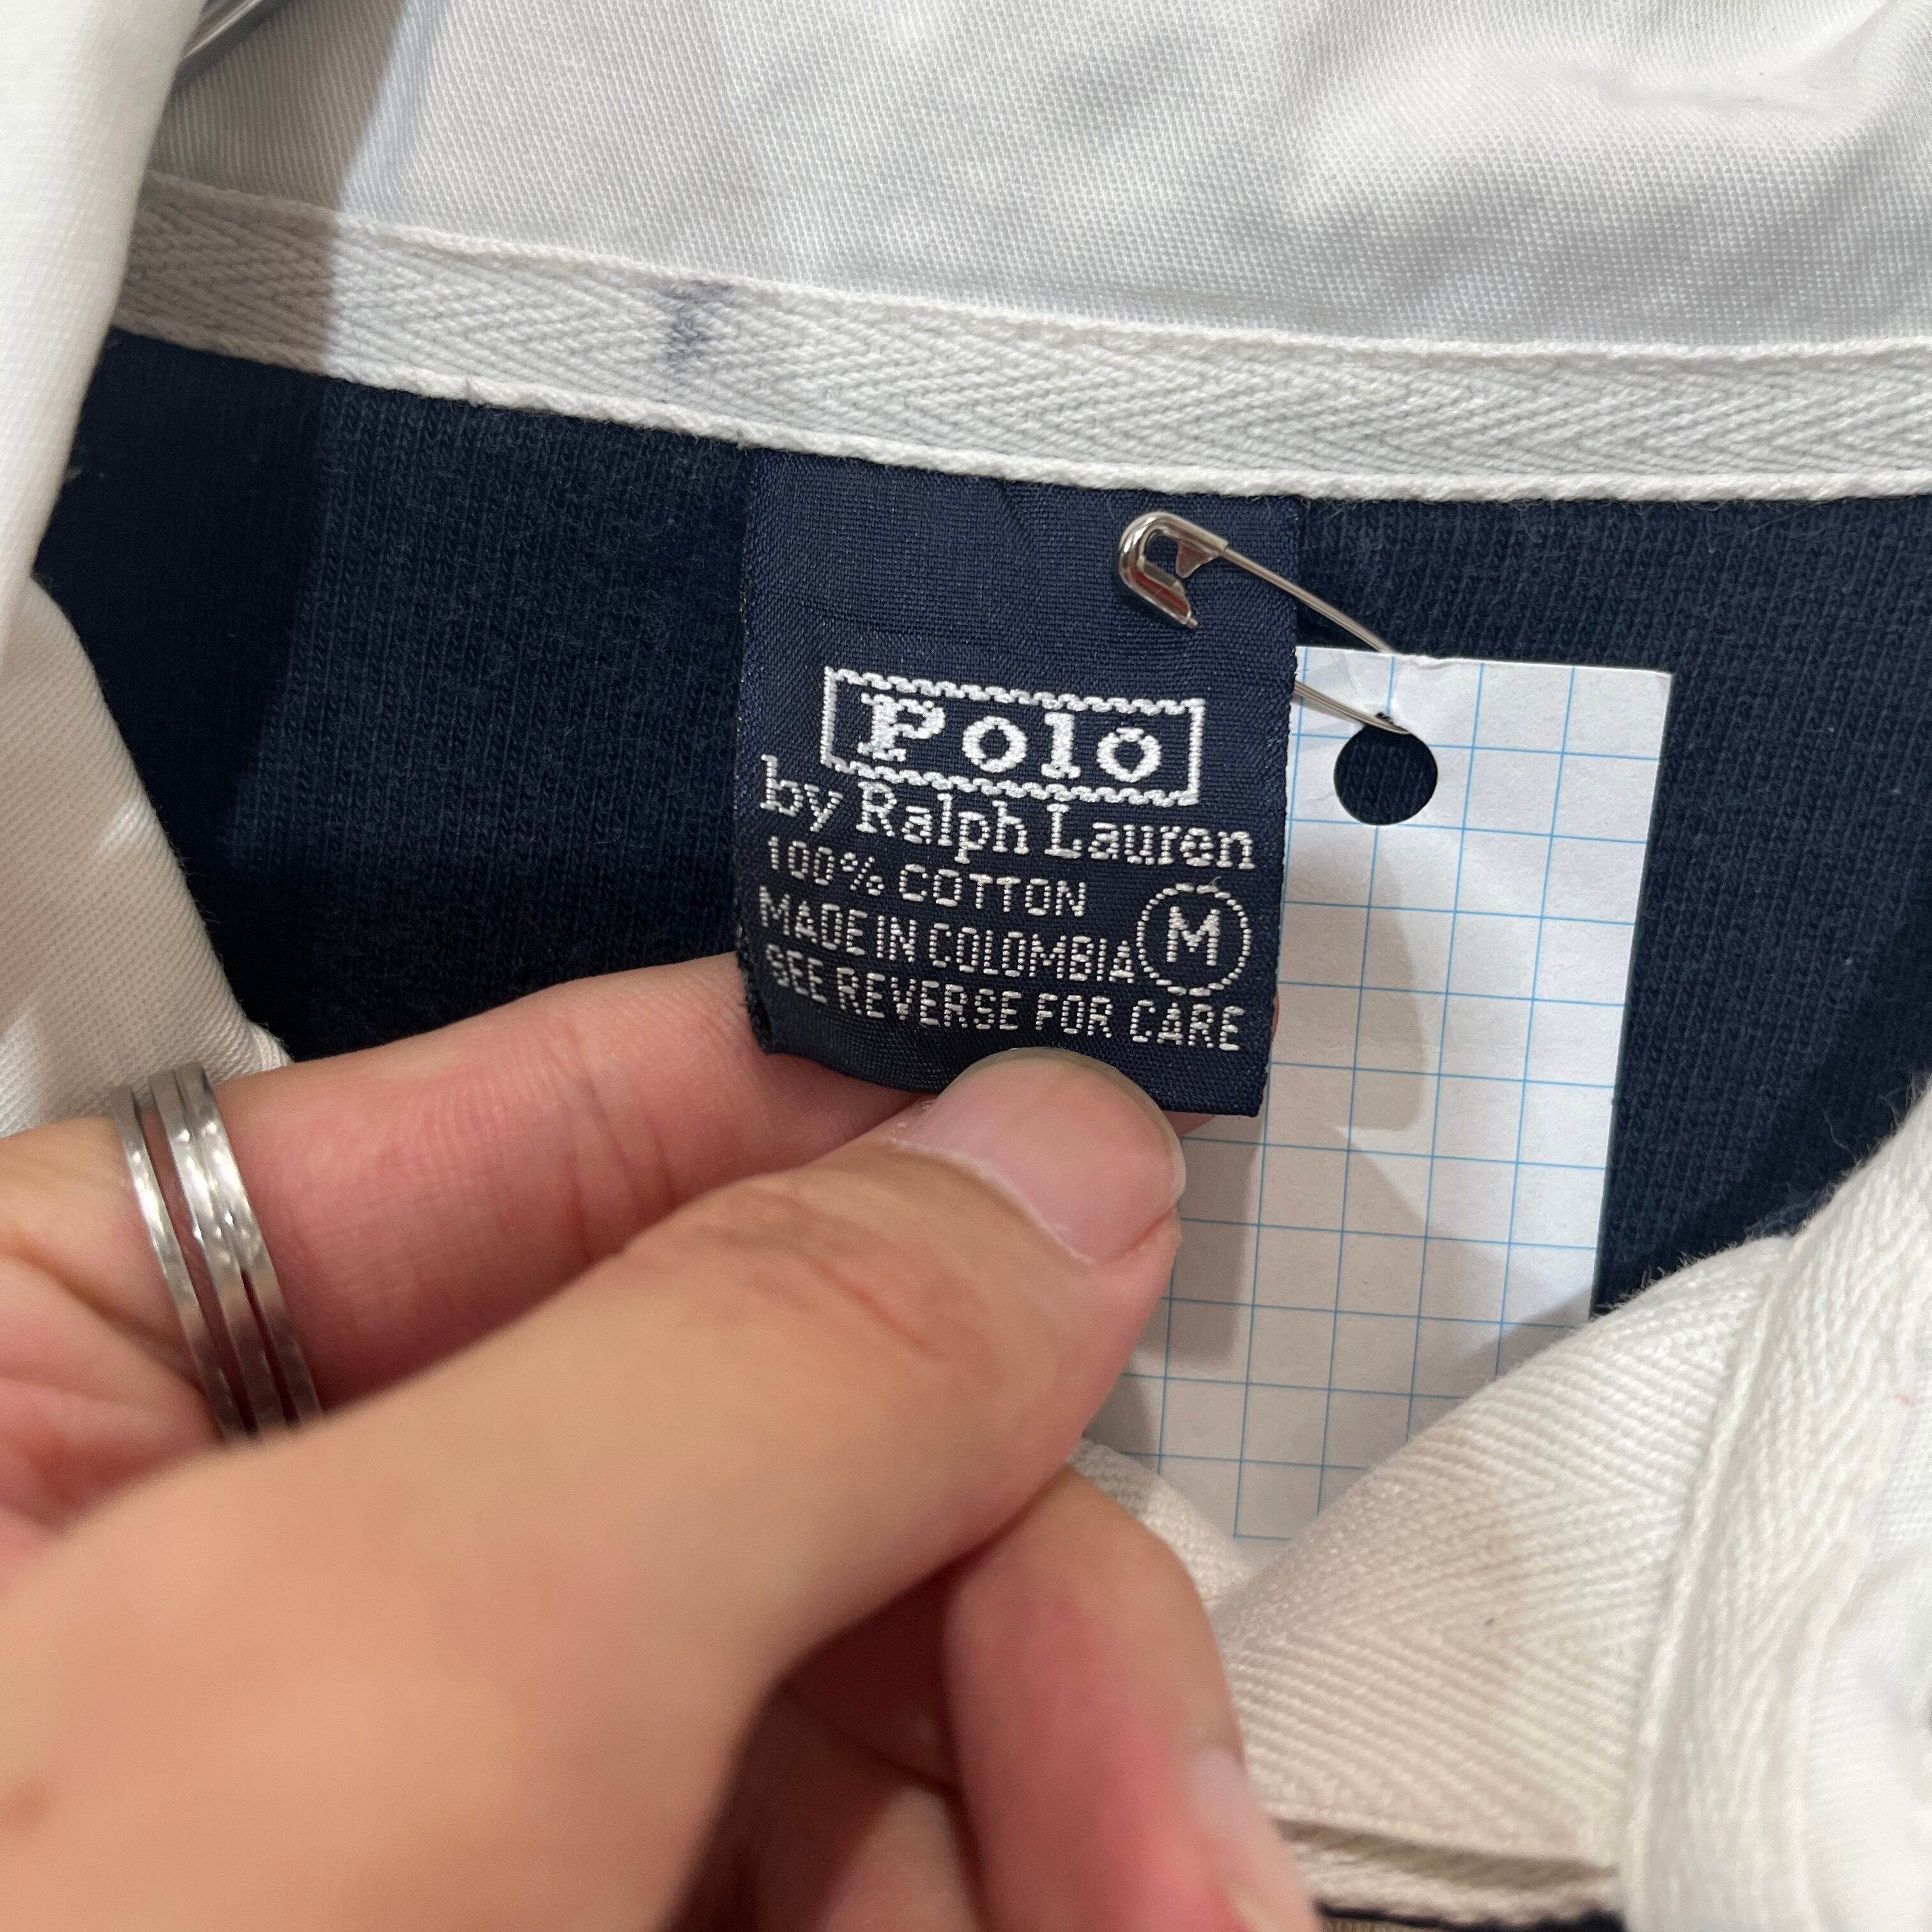 Polo
by Ralph Lauren
100% COTTON
MADE IN COLOMBIA M
SEE REVERSE FOR CARE